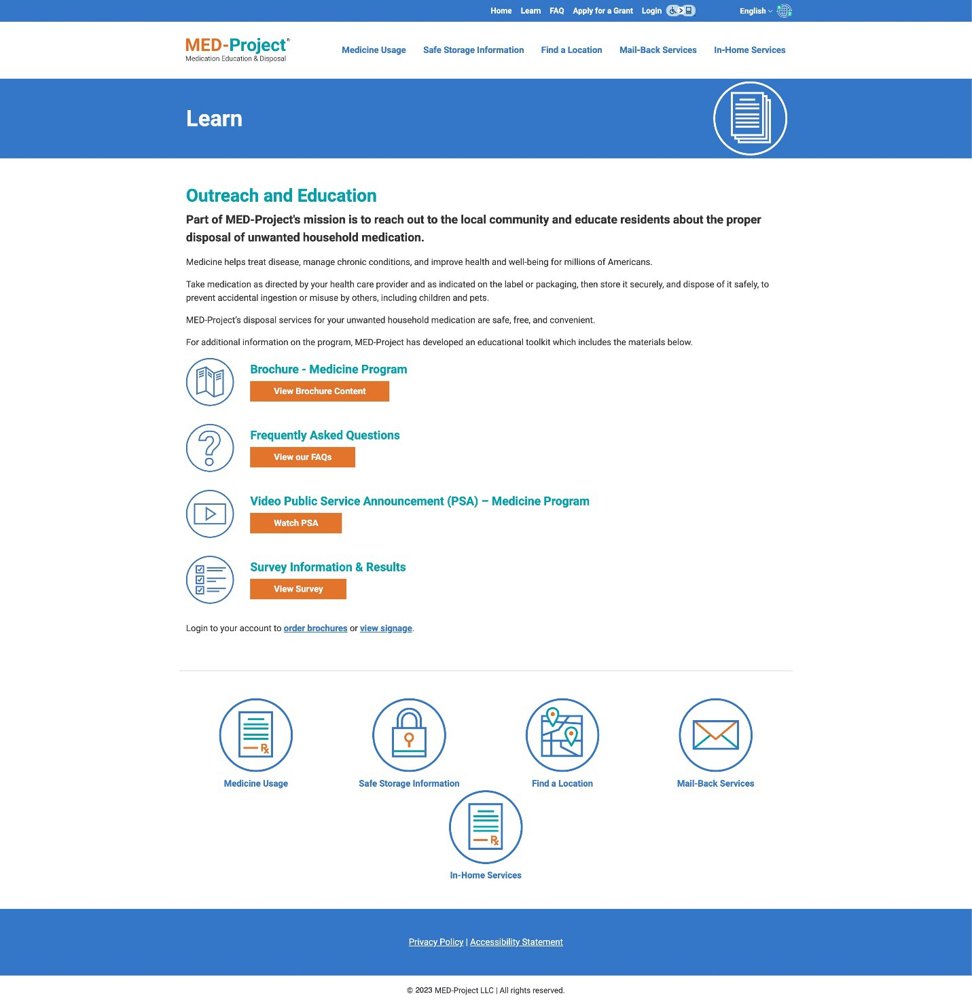 Home Learn FAQ Apply for a Grant Login English
MED-Project®
Medication Education & Disposal
Medicine Usage Safe Storage Information Find a Location Mail-Back Services In-Home Services
Learn
Outreach and Education
Part of MED-Project's mission is to reach out to the local community and educate residents about the proper
disposal of unwanted household medication.
Medicine helps treat disease, manage chronic conditions, and improve health and well-being for millions of Americans.
Take medication as directed by your health care provider and as indicated on the label or packaging, then store it securely, and dispose of it safely, to
prevent accidental ingestion or misuse by others, including children and pets.
MED-Project's disposal services for your unwanted household medication are safe, free, and convenient.
For additional information on the program, MED-Project has developed an educational toolkit which includes the materials below.
Brochure - Medicine Program
View Brochure Content
Frequently Asked Questions
View our FAQs
Video Public Service Announcement (PSA) – Medicine Program
Watch PSA
Survey Information & Results
View Survey
Login to your account to order brochures or view signage.
Medicine Usage Safe Storage Information Find a Location Mail-Back Services
In-Home Services
Privacy Policy | Accessibility Statement
© 2023 MED-Project LLC | All rights reserved.